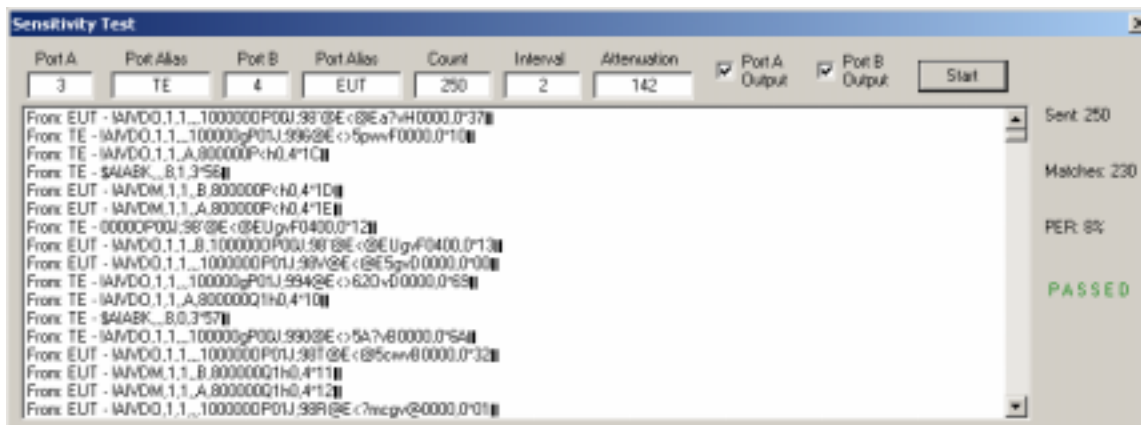 Sensitivity Test
Port A Port Alias Port B Port Alias Count Interval Attenuation Port A Output Port B Output
3 TE 4 EUT 250 2 142 Start
From: EUT - !AIVDO,1,1,,,1000000P00J;98'@E<@Ea?vH0000,0*37
From: TE - !AIVDO,1,1,,,100000gP01J;996@E<>5pwvF0000,0*10
From: TE - !AIVDO,1,1,,A,800000P<h0,4*1C
From: TE - $AIABK,,,B,1,3*56
From: EUT - !AIVDM,1,1,,B,800000P<h0,4*1D
From: EUT - !AIVDM,1,1,,A,800000P<h0,4*1E
From: TE - 0000OP00J;98'@E<@EUgvF0400,0*12
From: EUT - !AIVDO,1,1,,B,1000000P00J;98'@E<@EUgvF0400,0*13
From: EUT - !AIVDO,1,1,,,1000000P01J;98V@E<@E5gvD0000,0*00
From: TE - !AIVDO,1,1,,,100000gP01J;994@E<>62OvD0000,0*69
From: TE - !AIVDO,1,1,,A,800000Q1h0,4*10
From: TE - $AIABK,,,B,0,3*57
From: TE - !AIVDO,1,1,,,100000gP00J;990@E<>5A?vB0000,0*6A
From: EUT - !AIVDO,1,1,,,1000000P01J;98T@E<@5cwvB0000,0*32
From: EUT - !AIVDM,1,1,,B,800000Q1h0,4*11
From: EUT - !AIVDM,1,1,,A,800000Q1h0,4*12
From: EUT - !AIVDO,1,1,,,1000000P01J;98R@E<?mcgv@0000,0*01
Sent: 250
Matches: 230
PER: 8%
PASSED